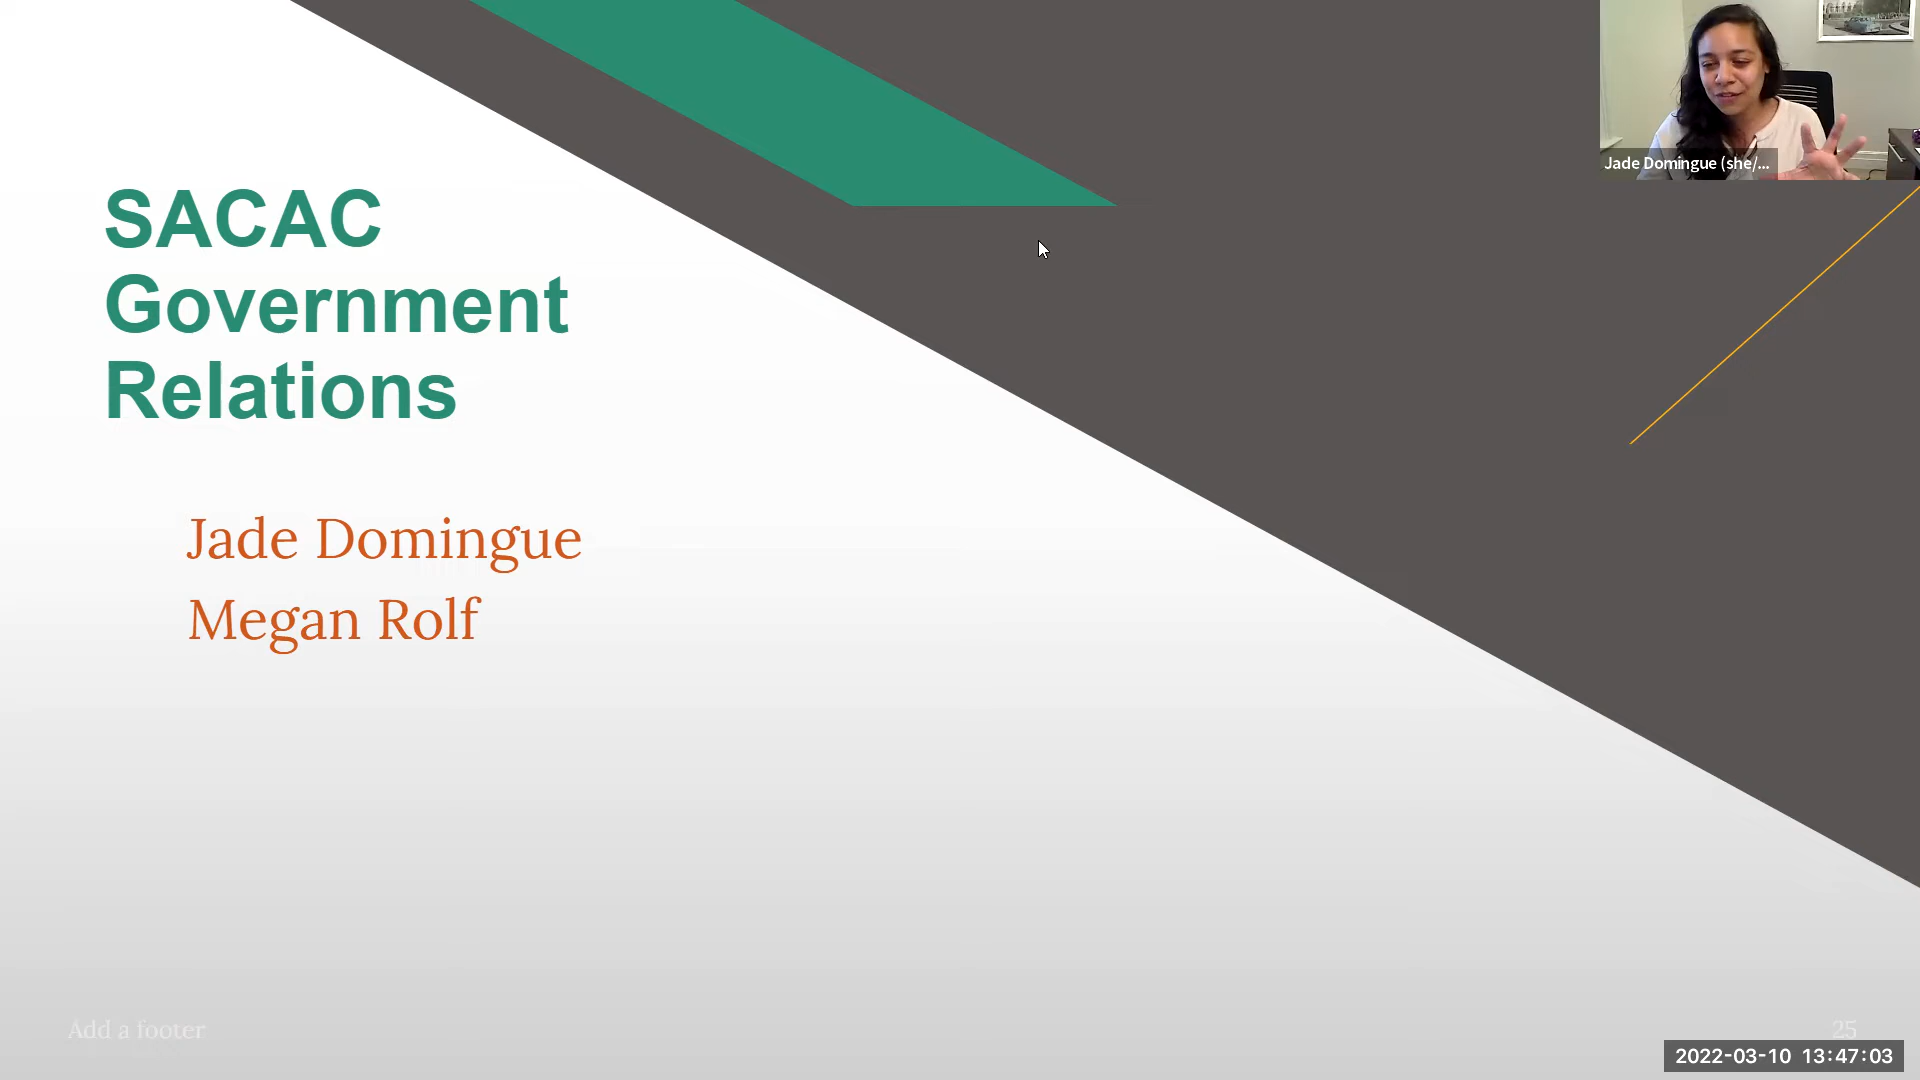 Jade Domingue (she/...
SACAC
Government
Relations
Jade Domingue
Megan Rolf
Add a footer
25
2022-03-10 13:47:03